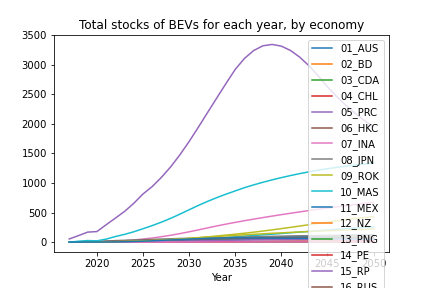 Total stocks of BEVs for each year, by economy
3500
3000
2500
2000
1500
1000
500
0
2020
2025
2030
2035
2040
2045
2050
Year
01_AUS
02_BD
03_CDA
04_CHL
05_PRC
06_HKC
07_INA
08_JPN
09_ROK
10_MAS
11_MEX
12_NZ
13_PNG
14_PE
15_RP
16_RUS